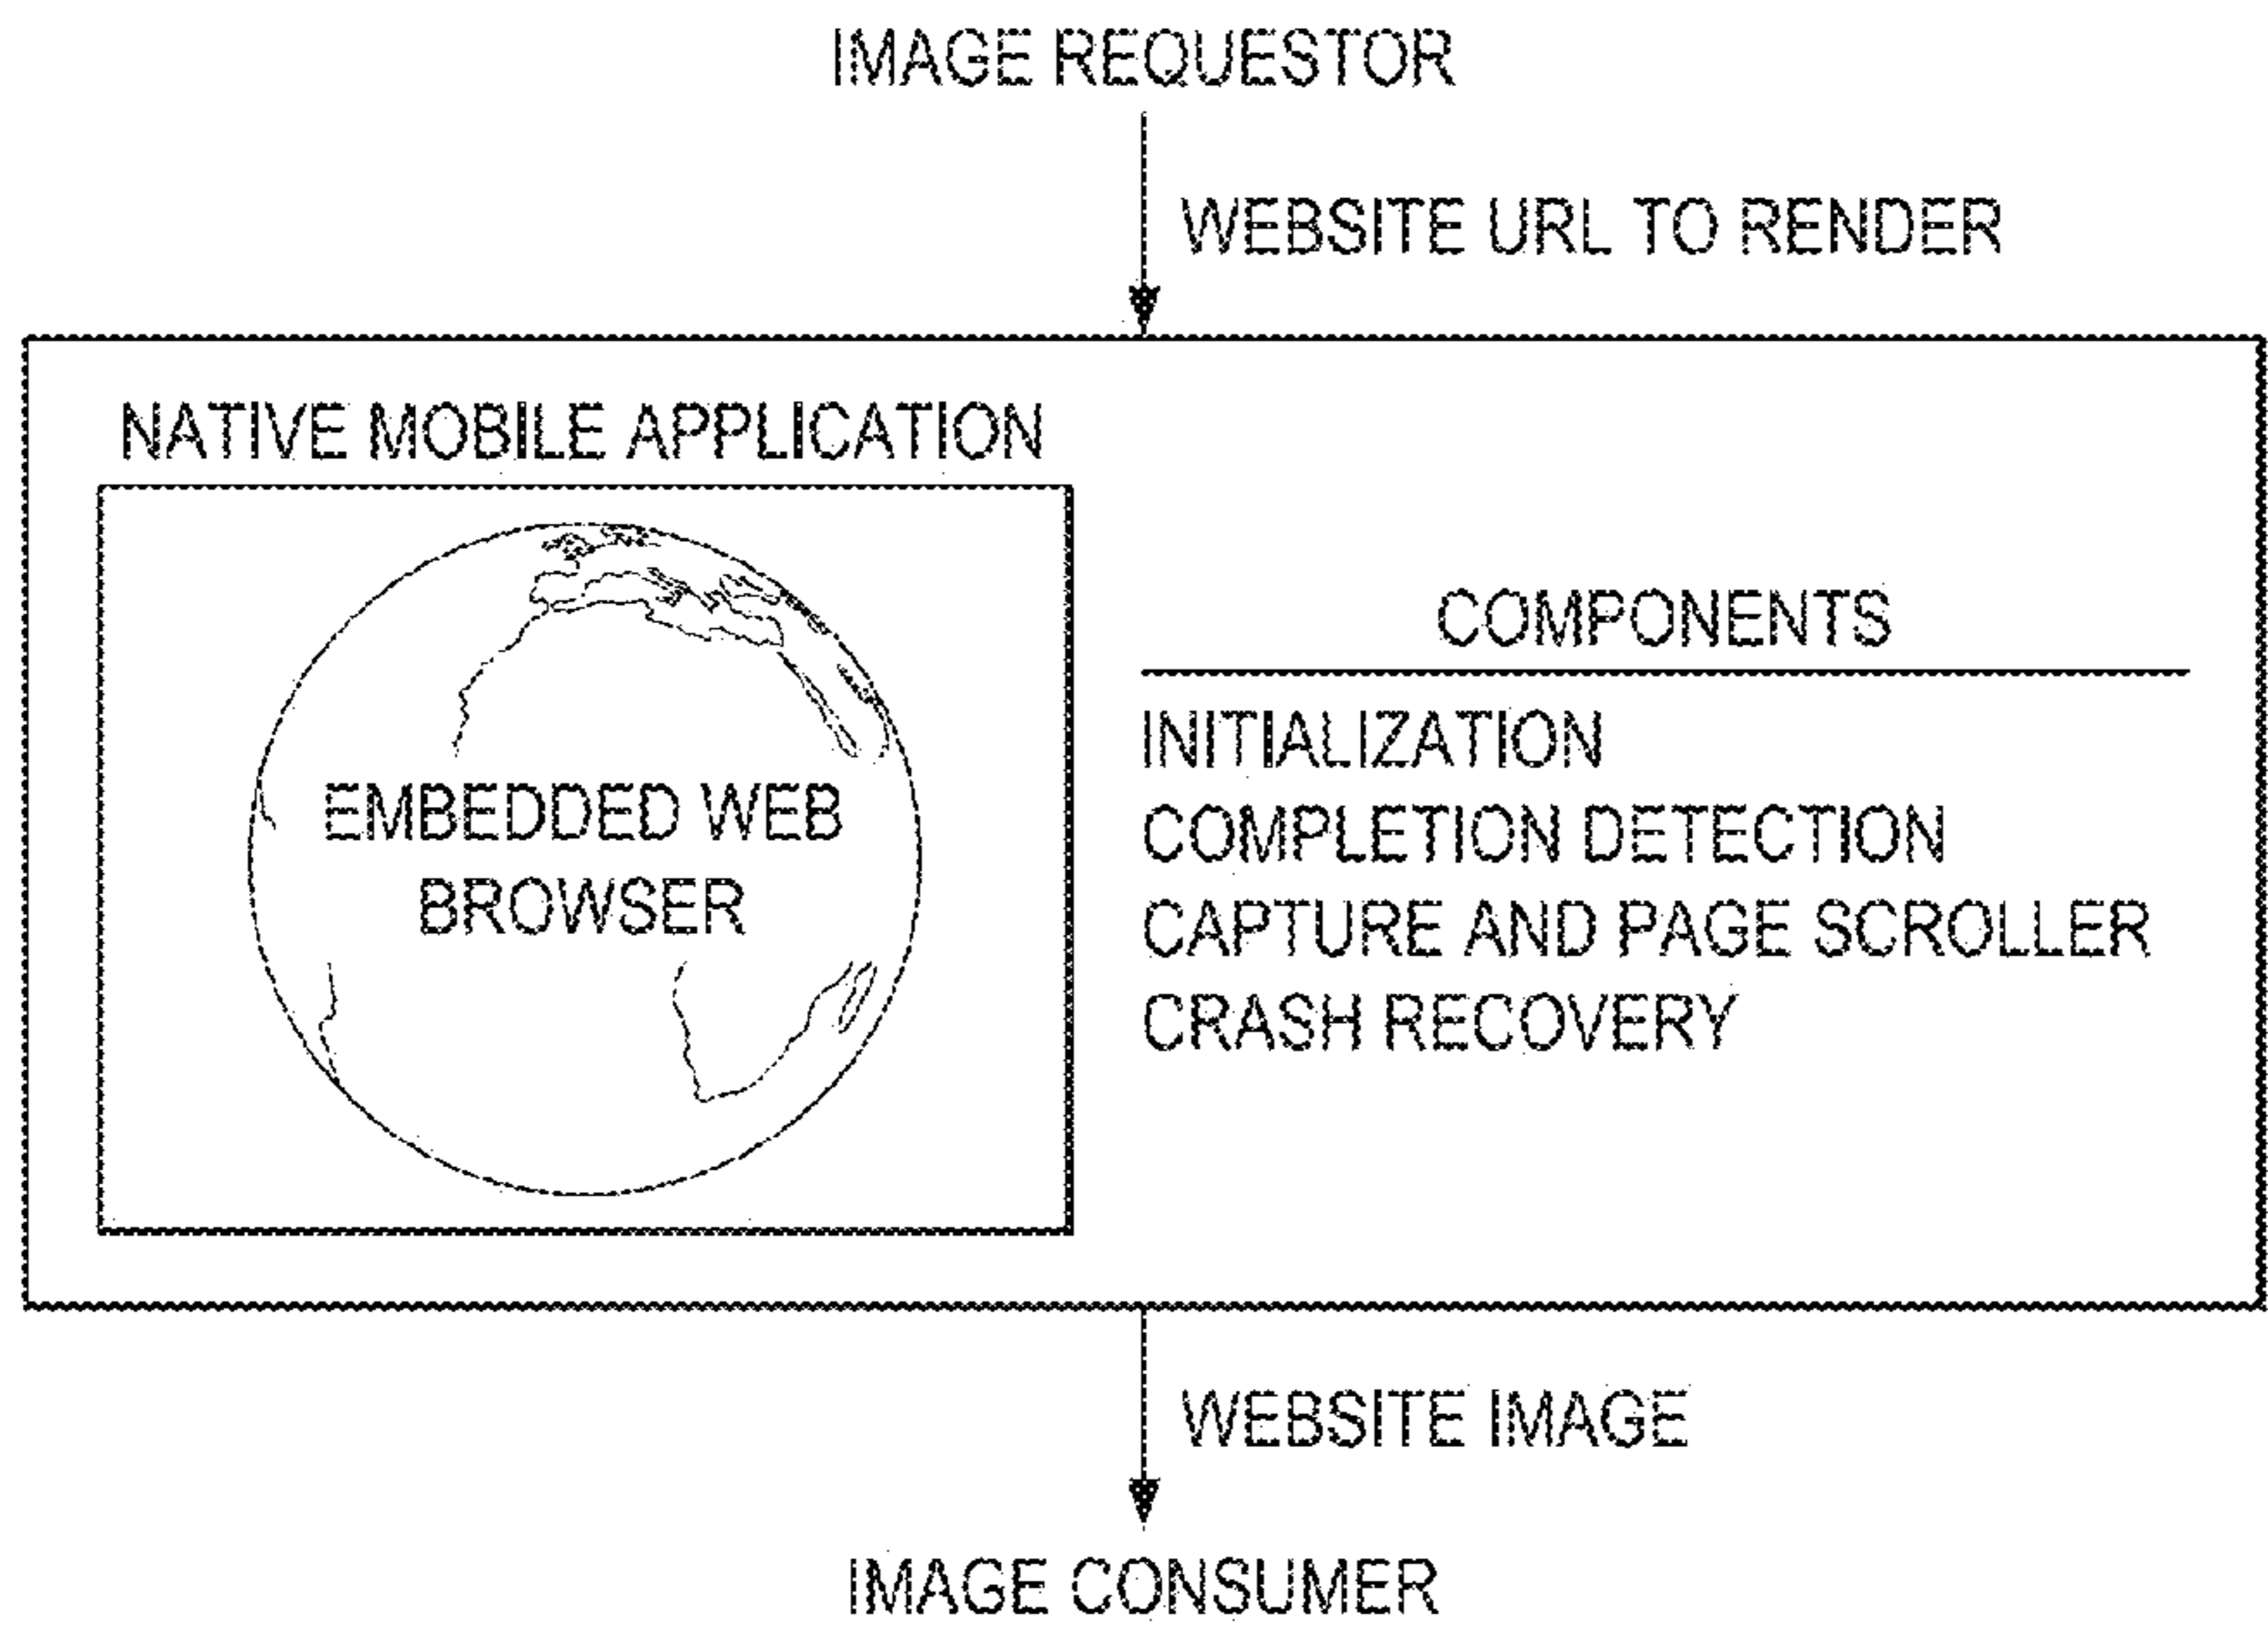 IMAGE REQUESTOR
WEBSITE URL TO RENDER
NATIVE MOBILE APPLICATION
EMBEDDED WEB
BROWSER
COMPONENTS
INITIALIZATION
COMPLETION DETECTION
CAPTURE AND PAGE SCROLLER
CRASH RECOVERY
WEBSITE IMAGE
IMAGE CONSUMER